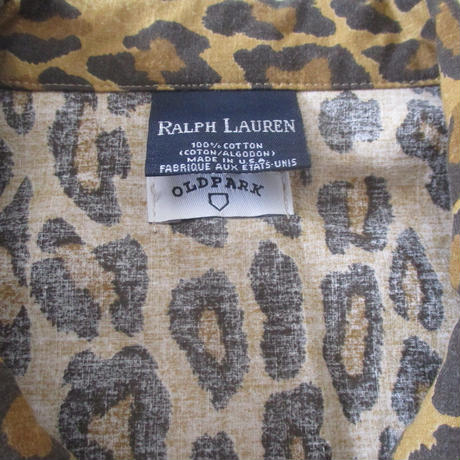 RALPH LAUREN
100% COTTON
(COTON/ALGODON)
MADE IN U.S.A.
FABRIQUE AUX ETATS-UNIS
OLDPARK